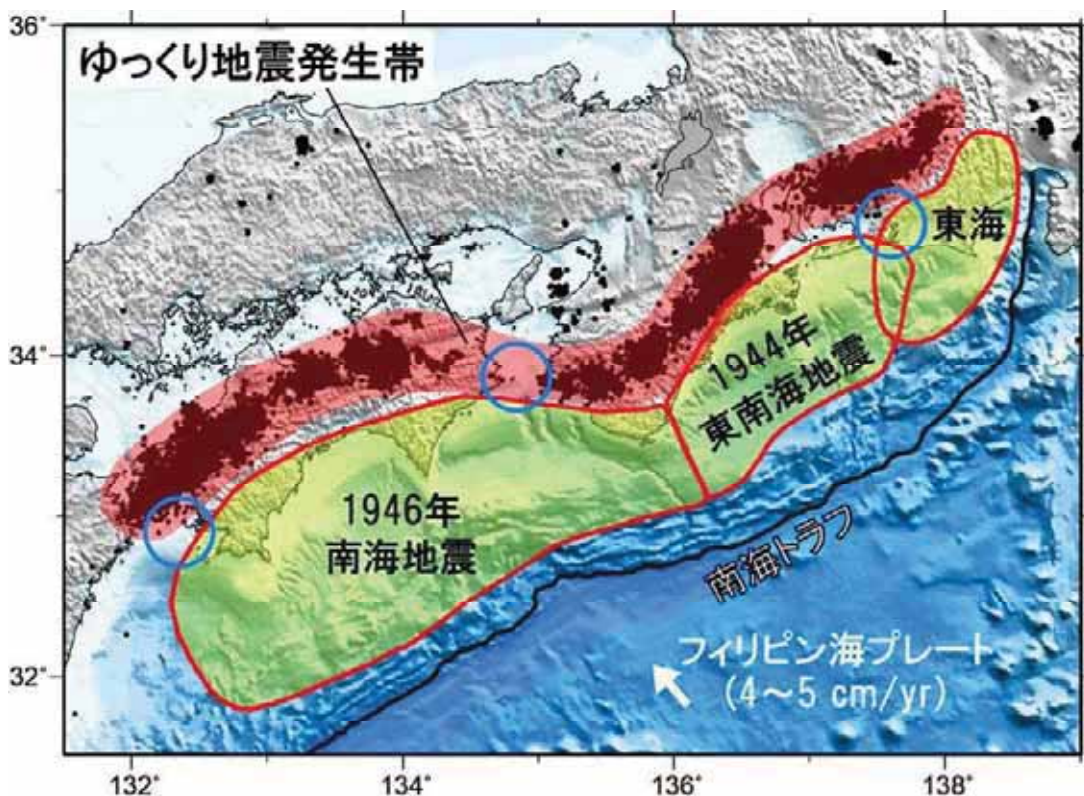 36°
ゆっくり地震発生帯
東海
34°
1944年
東南海地震
1946年
南海地震
南海トラフ
フィリピン海プレート
(4～5 cm/yr)
32°
132°
134°
136°
138°